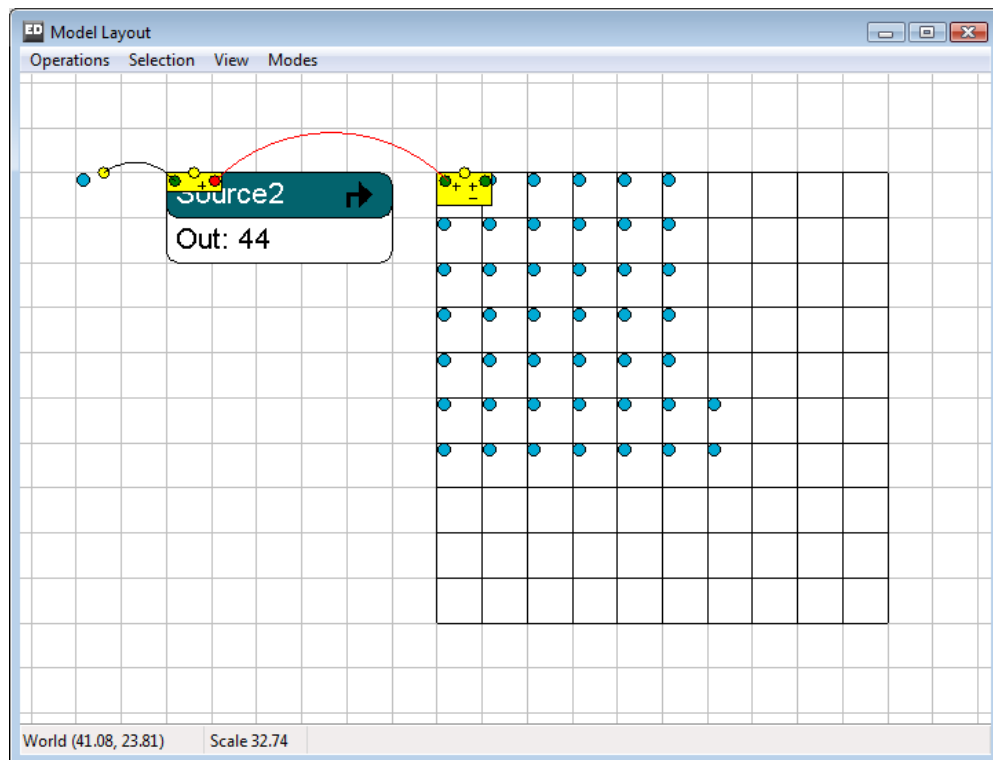 ED Model Layout
Operations Selection View Modes
Source2
Out: 44
World (41.08, 23.81) Scale 32.74